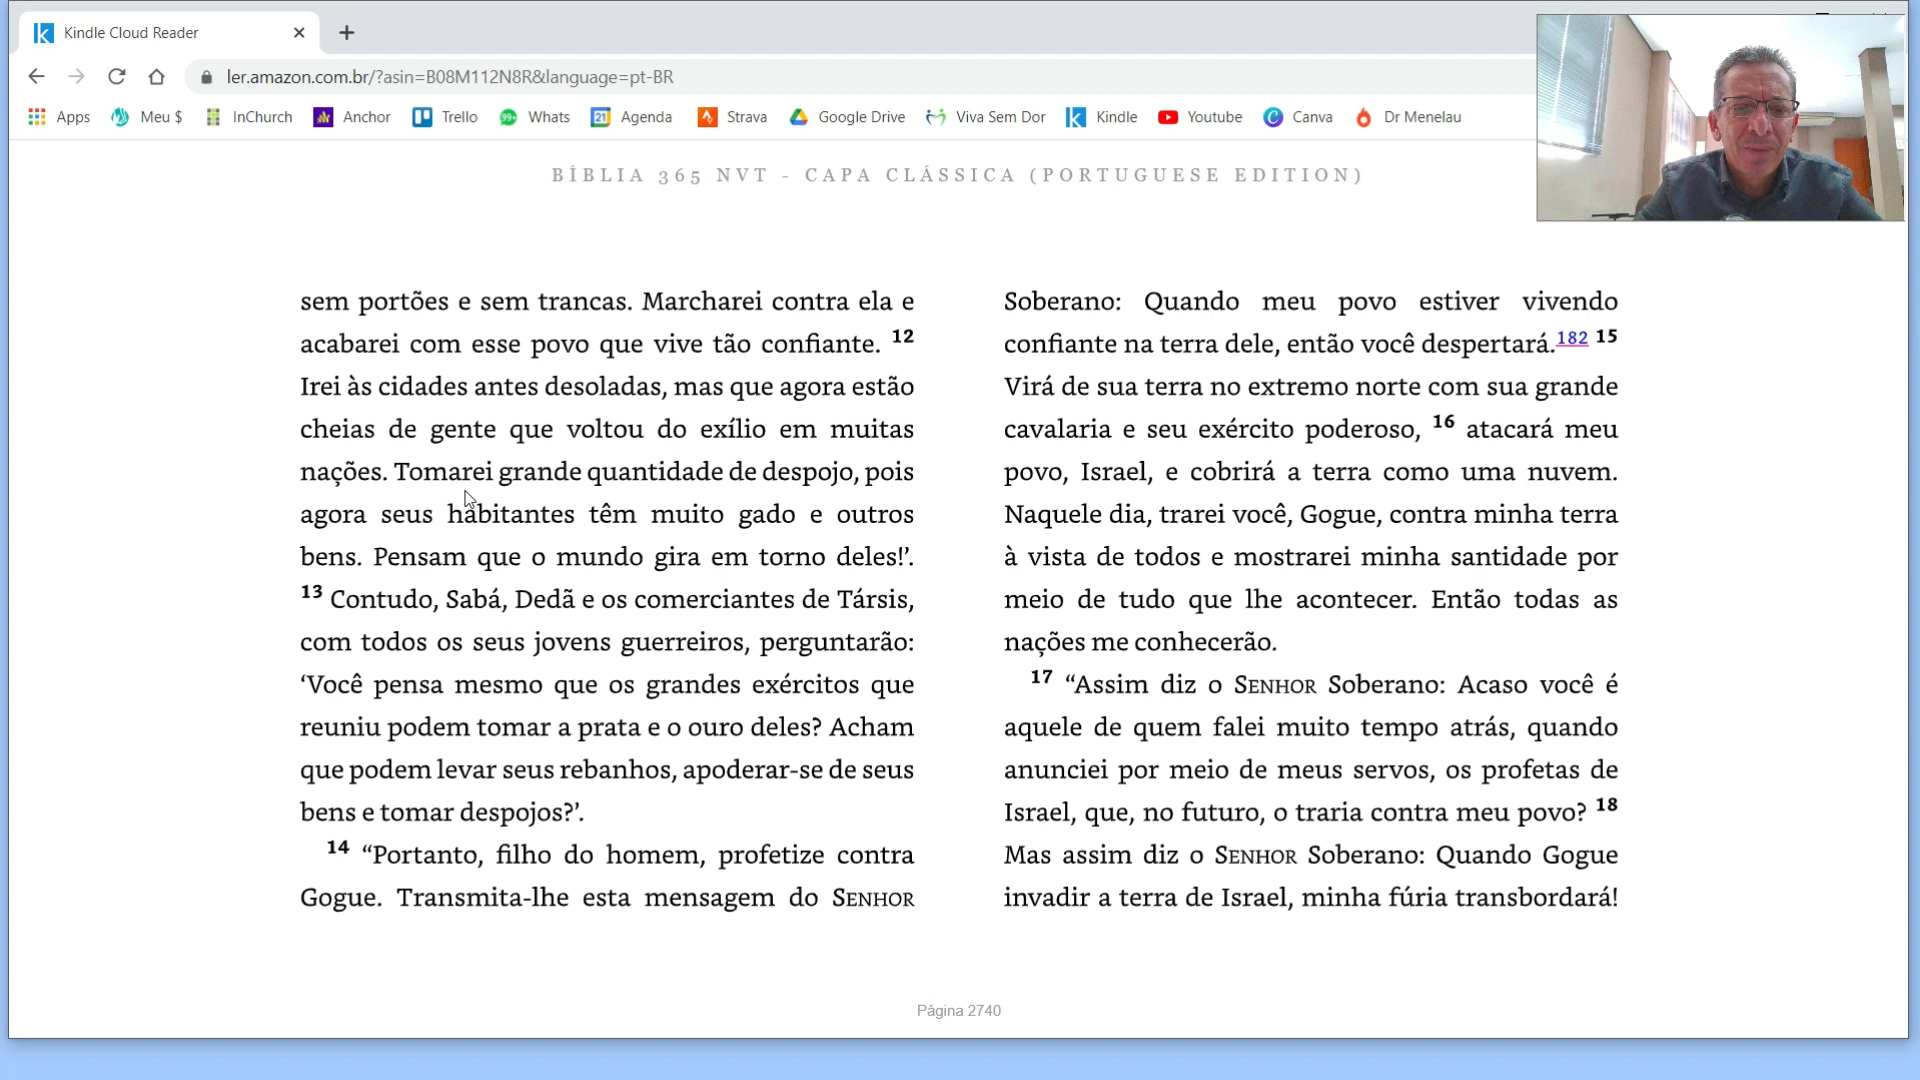 Kindle Cloud Reader
ler.amazon.com.br/?asin=B08M112N8R&language=pt-BR
Apps Meu $ InChurch Anchor Trello 99+ Whats 21 Agenda Strava Google Drive Viva Sem Dor Kindle Youtube Canva Dr Menelau
BÍBLIA 365 NVT - CAPA CLÁSSICA (PORTUGUESE EDITION)
sem portões e sem trancas. Marcharei contra ela e
acabarei com esse povo que vive tão confiante. 12
Irei às cidades antes desoladas, mas que agora estão
cheias de gente que voltou do exílio em muitas
nações. Tomarei grande quantidade de despojo, pois
agora seus habitantes têm muito gado e outros
bens. Pensam que o mundo gira em torno deles!’.
13 Contudo, Sabá, Dedã e os comerciantes de Társis,
com todos os seus jovens guerreiros, perguntarão:
‘Você pensa mesmo que os grandes exércitos que
reuniu podem tomar a prata e o ouro deles? Acham
que podem levar seus rebanhos, apoderar-se de seus
bens e tomar despojos?’.
14 “Portanto, filho do homem, profetize contra
Gogue. Transmita-lhe esta mensagem do SENHOR
Soberano: Quando meu povo estiver vivendo
confiante na terra dele, então você despertará.182 15
Virá de sua terra no extremo norte com sua grande
cavalaria e seu exército poderoso, 16 atacará meu
povo, Israel, e cobrirá a terra como uma nuvem.
Naquele dia, trarei você, Gogue, contra minha terra
à vista de todos e mostrarei minha santidade por
meio de tudo que lhe acontecer. Então todas as
nações me conhecerão.
17 “Assim diz o SENHOR Soberano: Acaso você é
aquele de quem falei muito tempo atrás, quando
anunciei por meio de meus servos, os profetas de
Israel, que, no futuro, o traria contra meu povo? 18
Mas assim diz o SENHOR Soberano: Quando Gogue
invadir a terra de Israel, minha fúria transbordará!
Página 2740